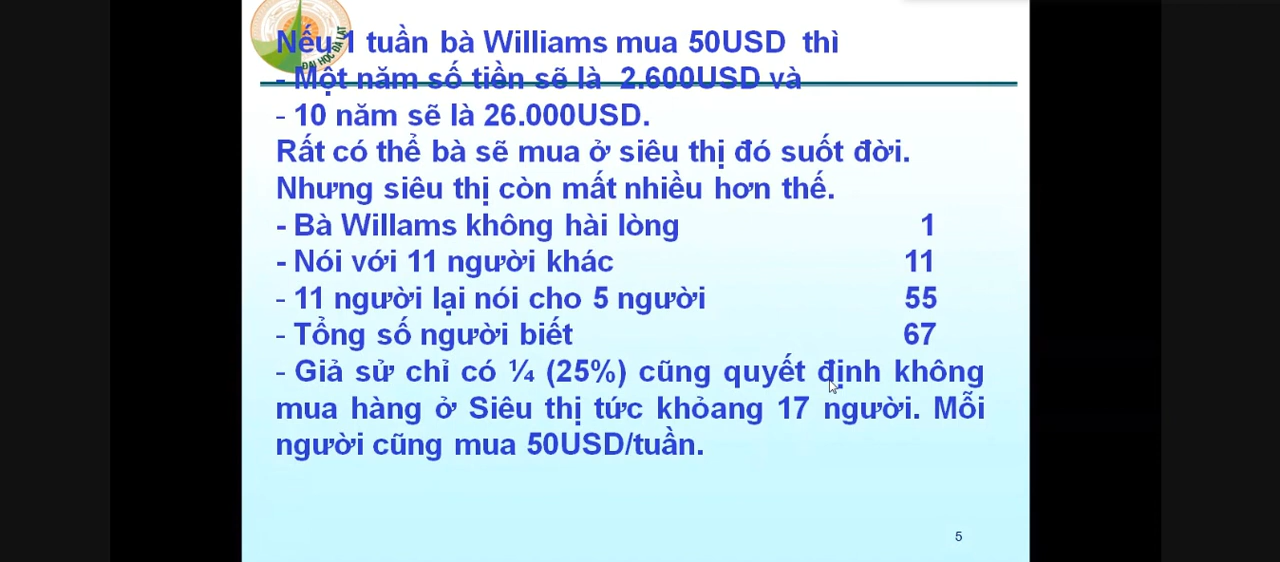 ĐẠI HỌC ĐÀ LẠT
Nếu 1 tuần bà Williams mua 50USD thì
- Một năm số tiền sẽ là 2.600USD và
- 10 năm sẽ là 26.000USD.
Rất có thể bà sẽ mua ở siêu thị đó suốt đời.
Nhưng siêu thị còn mất nhiều hơn thế.
- Bà Willams không hài lòng 1
- Nói với 11 người khác 11
- 11 người lại nói cho 5 người 55
- Tổng số người biết 67
- Giả sử chỉ có ¼ (25%) cũng quyết định không
mua hàng ở Siêu thị tức khỏang 17 người. Mỗi
người cũng mua 50USD/tuần.
5